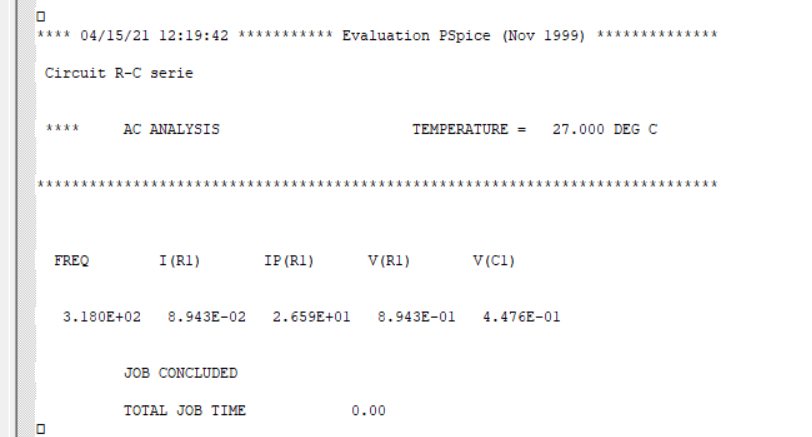 **** 04/15/21 12:19:42 *********** Evaluation PSpice (Nov 1999) **************
Circuit R-C serie
**** AC ANALYSIS TEMPERATURE = 27.000 DEG C
******************************************************************************
FREQ I(R1) IP(R1) V(R1) V(C1)
3.180E+02 8.943E-02 2.659E+01 8.943E-01 4.476E-01
JOB CONCLUDED
TOTAL JOB TIME 0.00